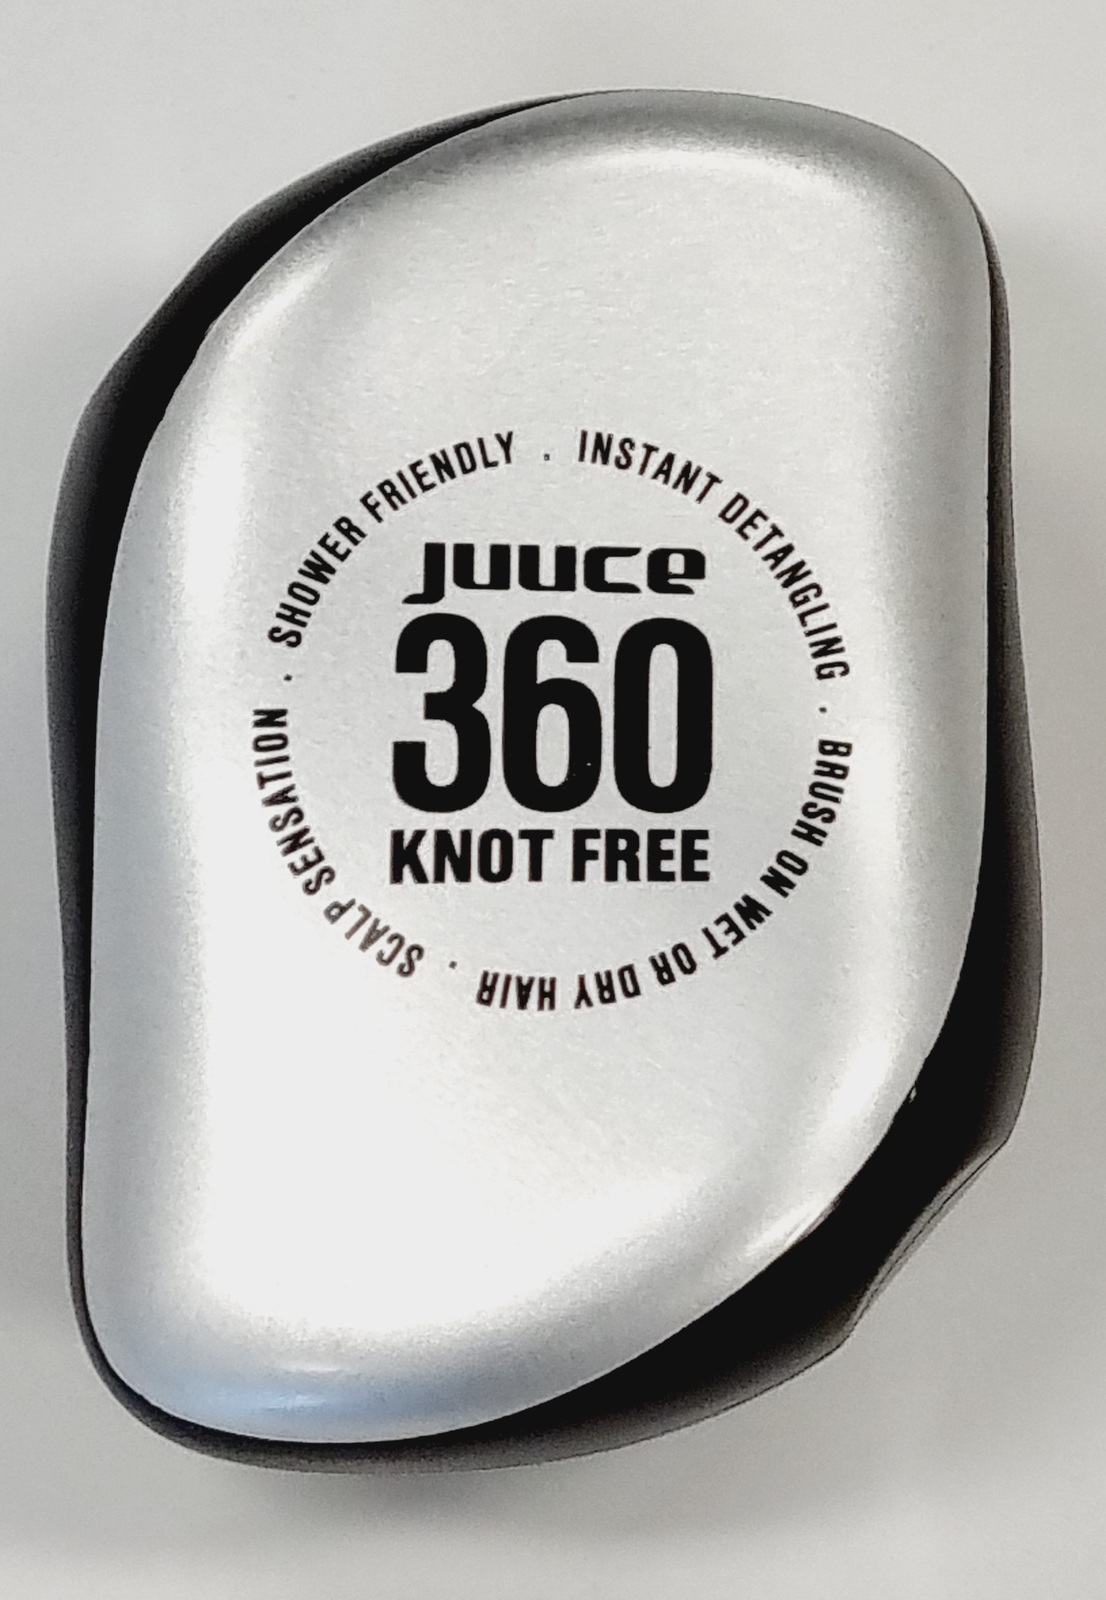 juuce
360
KNOT FREE
INSTANT DETANGLING . BRUSH ON WET OR DRY HAIR . SCALP SENSATION . SHOWER FRIENDLY .